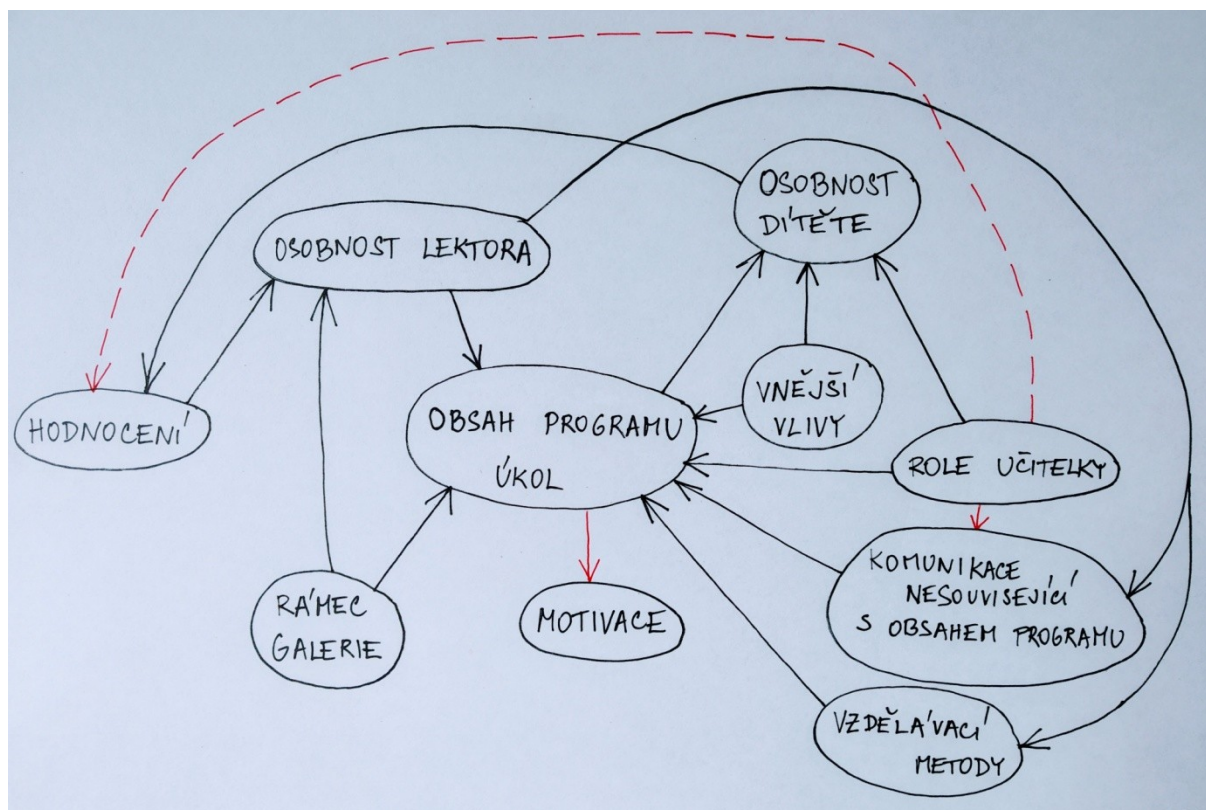 OSOBNOST
DÍTĚTE
OSOBNOST LEKTORA
HODNOCENÍ
OBSAH PROGRAMU
ÚKOL
VNĚJŠÍ
VLIVY
ROLE UČITELKY
RÁMEC
GALERIE
MOTIVACE
KOMUNIKACE
NESOUVISEJÍCÍ
S OBSAHEM PROGRAMU
VZDĚLÁVACÍ
METODY